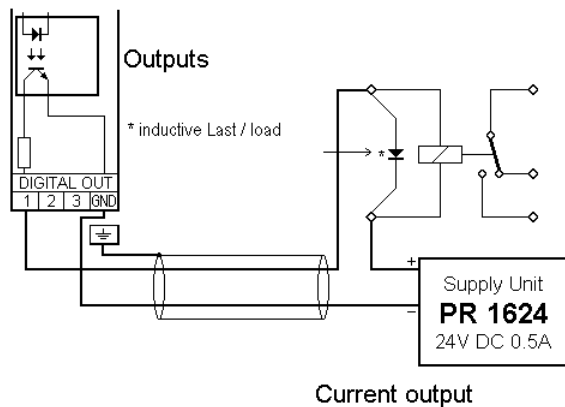 Outputs
* inductive Last / load
DIGITAL OUT
1 2 3 GND
*
+
Supply Unit
PR 1624
24V DC 0.5A
−
Current output